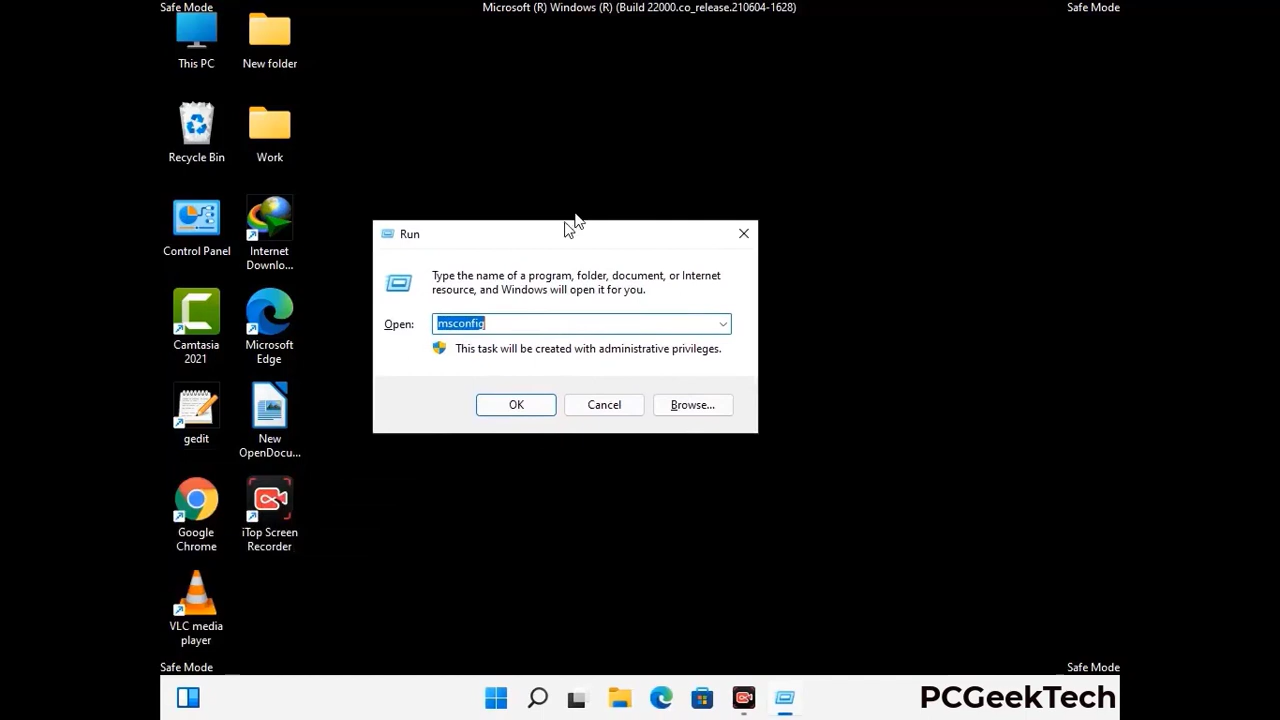 Safe Mode
Microsoft (R) Windows (R) (Build 22000.co_release.210604-1628)
Safe Mode
This PC
New folder
Recycle Bin
Work
Control Panel
Internet
Downlo...
Camtasia
2021
Microsoft
Edge
gedit
New
OpenDocu...
Google
Chrome
iTop Screen
Recorder
VLC media
player
Run
Type the name of a program, folder, document, or Internet
resource, and Windows will open it for you.
Open:
msconfig
This task will be created with administrative privileges.
OK
Cancel
Browse...
Safe Mode
Safe Mode
PCGeekTech